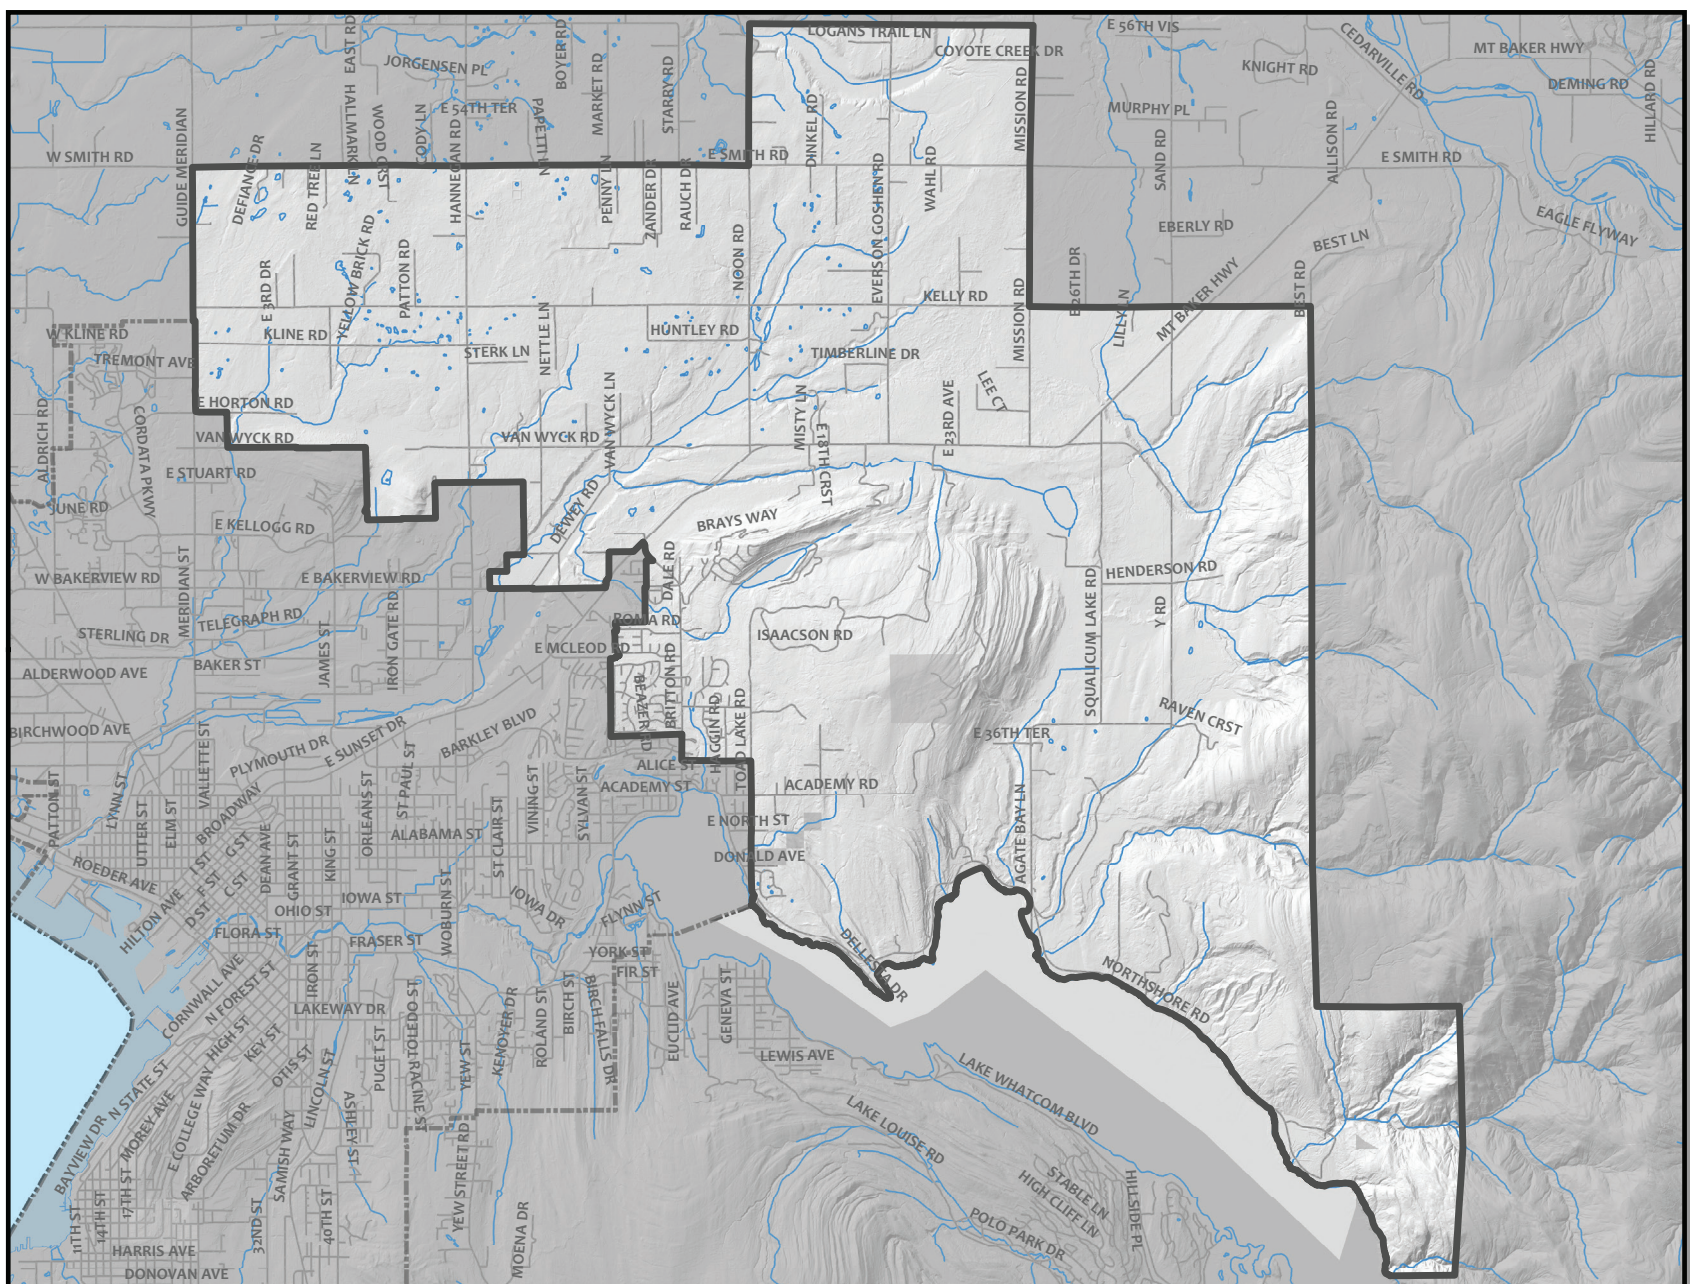 LOGANS TRAIL LN
COYOTE CREEK DR
E 56TH VIS
CEDARVILLE RD
MT BAKER HWY
KNIGHT RD
DEMING RD
HILLARD RD
EAST RD
JORGENSEN PL
BOYER RD
MARKET RD
STARRY RD
E 54TH TER
MISSION RD
MURPHY PL
ALLISON RD
SAND RD
GUIDE MERIDIAN
HALLMARK LN
WOOD CRST
CODY LN
HANNEGAN RD
PAPETTI LN
DINKEL RD
W SMITH RD
E SMITH RD
E SMITH RD
DEFIANCE DR
RED TREE LN
PENNY LN
ZANDER DR
RAUCH DR
EVERSON GOSHEN RD
WAHL RD
EBERLY RD
EAGLE FLYWAY
BEST LN
YELLOW BRICK RD
PATTON RD
NOON RD
E 3RD DR
KELLY RD
MISSION RD
E 26TH DR
LILLY LN
MT BAKER HWY
BEST RD
W KLINE RD
KLINE RD
HUNTLEY RD
NETTLE LN
STERK LN
TIMBERLINE DR
TREMONT AVE
E HORTON RD
VAN WYCK LN
MISTY LN
E 18TH CRST
E 23RD AVE
LEE CT
ALDRICH RD
CORDATA PKWY
VAN WYCK RD
VAN WYCK RD
E STUART RD
JUNE RD
E KELLOGG RD
DEWEY RD
BRAYS WAY
W BAKERVIEW RD
E BAKERVIEW RD
MERIDIAN ST
DALE RD
HENDERSON RD
SQUALICUM LAKE RD
Y RD
TELEGRAPH RD
IRON GATE RD
JAMES ST
STERLING DR
ROMA RD
ISAACSON RD
E MCLEOD RD
BAKER ST
ALDERWOOD AVE
BEAZER RD
BRITTON RD
HAGGIN RD
TOAD LAKE RD
RAVEN CRST
E 36TH TER
BIRCHWOOD AVE
VALLETTE ST
PLYMOUTH DR
E SUNSET DR
BARKLEY BLVD
ALICE ST
ACADEMY ST
ACADEMY RD
PATTON ST
LYNN ST
UTTER ST
ELM ST
BROADWAY
ORLEANS ST
ST PAUL ST
ST CLAIR ST
VINING ST
SYLVAN ST
ALABAMA ST
E NORTH ST
AGATE BAY LN
DONALD AVE
ROEDER AVE
I ST
G ST
F ST
C ST
D ST
DEAN AVE
GRANT ST
KING ST
HILTON AVE
IOWA ST
OHIO ST
WOBURN ST
IOWA DR
FLYNN ST
FLORA ST
FRASER ST
YORK ST
FIR ST
DELLESTA DR
NORTHSHORE RD
CORNWALL AVE
N FOREST ST
IRON ST
LAKEWAY DR
HIGH ST
KEY ST
OTIS ST
LINCOLN ST
PUGET ST
TOLEDO ST
RACINE ST
YEW ST
KENOYER DR
ROLAND ST
BIRCH ST
BIRCH FALLS DR
EUCLID AVE
GENEVA ST
LEWIS AVE
LAKE WHATCOM BLVD
LAKE LOUISE RD
BAYVIEW DR
N STATE ST
MOREY AVE
E COLLEGE WAY
ARBORETUM DR
SAMISH WAY
ASHLEY ST
YEW STREET RD
MOENA DR
STABLE LN
HIGH CLIFF LN
HILLSIDE PL
POLO PARK DR
11TH ST
14TH ST
17TH ST
32ND ST
40TH ST
HARRIS AVE
DONOVAN AVE